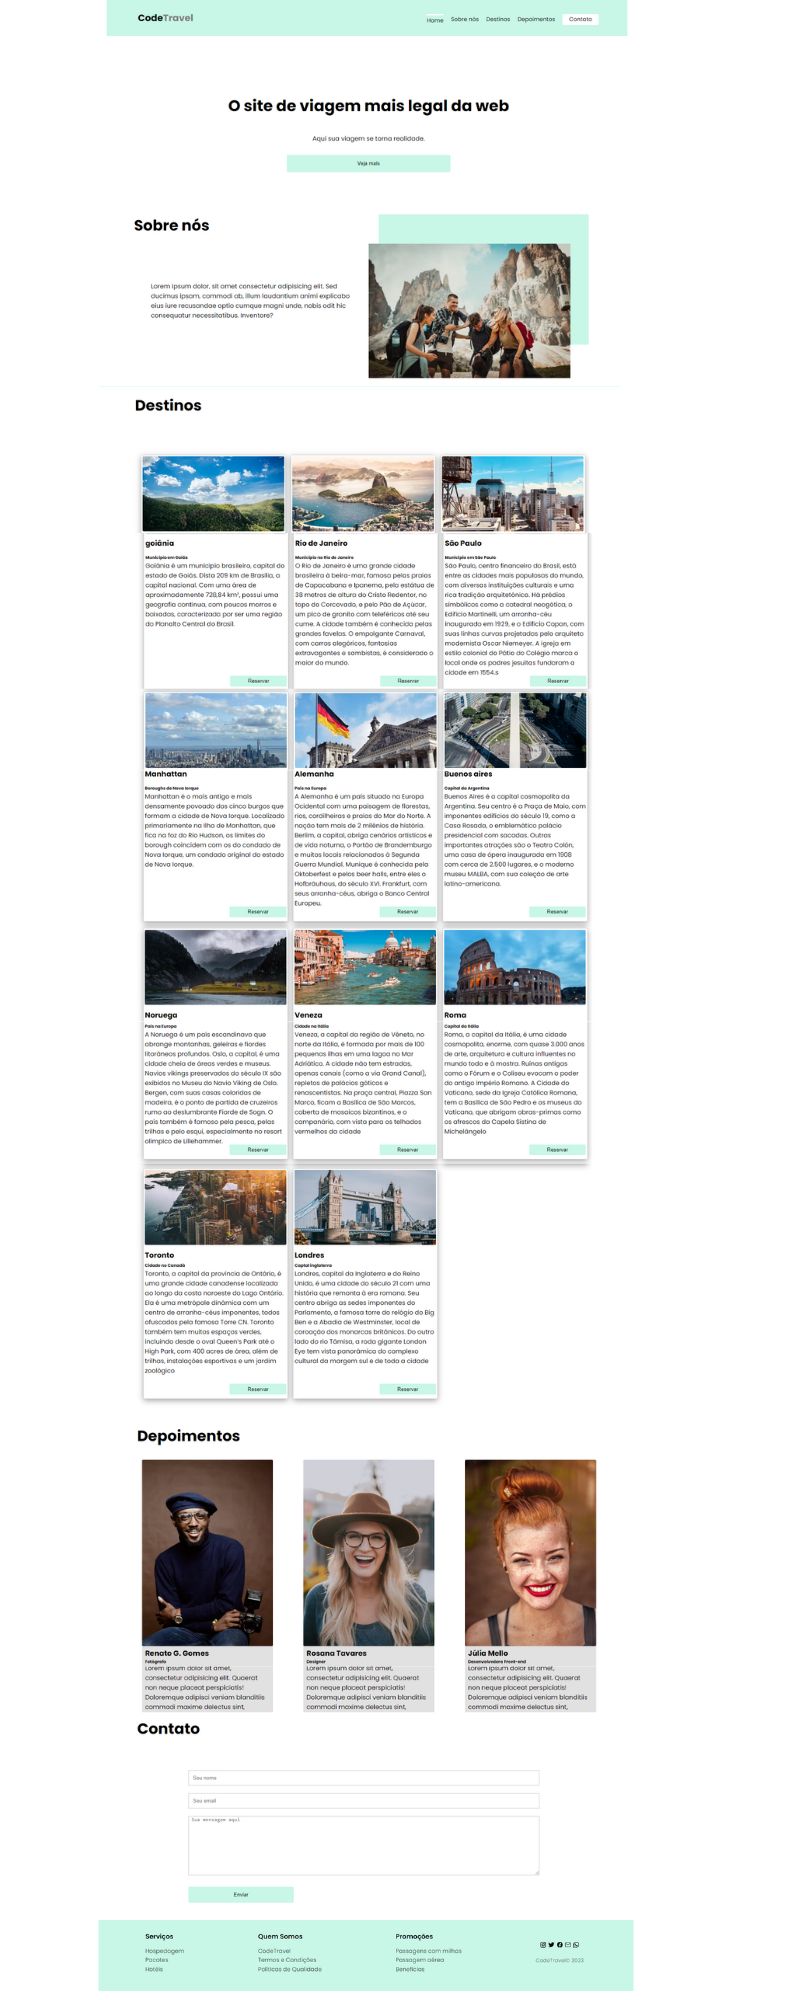 CodeTravel
Home Sobre nós Destinos Depoimentos Contato
O site de viagem mais legal da web
Aqui sua viagem se torna realidade.
Veja mais
Sobre nós
Lorem ipsum dolor, sit amet consectetur adipisicing elit. Sed
ducimus ipsam, commodi ab, illum laudantium animi explicabo
eius iure recusandae optio cumque magni unde, nobis odit hic
consequatur necessitatibus. Inventore?
Destinos
goiânia
Município em Goiás
Goiânia é um município brasileiro, capital do
estado de Goiás. Dista 209 km de Brasília, a
capital nacional. Com uma área de
aproximadamente 728,84 km², possui uma
geografia contínua, com poucos morros e
baixadas, caracterizado por ser uma região
do Planalto Central do Brasil.
Reservar
Rio de Janeiro
Município no Rio de Janeiro
O Rio de Janeiro é uma grande cidade
brasileira à beira-mar, famosa pelas praias
de Copacabana e Ipanema, pela estátua de
38 metros de altura do Cristo Redentor, no
topo do Corcovado, e pelo Pão de Açúcar,
um pico de granito com teleféricos até seu
cume. A cidade também é conhecida pelas
grandes favelas. O empolgante Carnaval,
com carros alegóricos, fantasias
extravagantes e sambistas, é considerado o
maior do mundo.
Reservar
São Paulo
Município em São Paulo
São Paulo, centro financeiro do Brasil, está
entre as cidades mais populosas do mundo,
com diversas instituições culturais e uma
rica tradição arquitetônica. Há prédios
simbólicos como a catedral neogótica, o
Edifício Martinelli, um arranha-céu
inaugurado em 1929, e o Edifício Copan, com
suas linhas curvas projetadas pelo arquiteto
modernista Oscar Niemeyer. A igreja em
estilo colonial do Pátio do Colégio marca o
local onde os padres jesuítas fundaram a
cidade em 1554.s
Reservar
Manhattan
Boroughs da Nova Iorque
Manhattan é o mais antigo e mais
densamente povoado dos cinco burgos que
formam a cidade de Nova Iorque. Localizado
primariamente na Ilha de Manhattan, que
fica na foz do Rio Hudson, os limites do
borough coincidem com os do condado de
Nova Iorque, um condado original do estado
de Nova Iorque.
Reservar
Alemanha
País na Europa
A Alemanha é um país situado na Europa
Ocidental com uma paisagem de florestas,
rios, cordilheiras e praias do Mar do Norte. A
nação tem mais de 2 milênios de história.
Berlim, a capital, abriga cenários artísticos e
de vida noturna, o Portão de Brandemburgo
e muitos locais relacionados à Segunda
Guerra Mundial. Munique é conhecida pela
Oktoberfest e pelos beer halls, entre eles o
Hofbräuhaus, do século XVI. Frankfurt, com
seus arranha-céus, abriga o Banco Central
Europeu.
Reservar
Buenos aires
Capital da Argentina
Buenos Aires é a capital cosmopolita da
Argentina. Seu centro é a Praça de Maio, com
imponentes edifícios do século 19, como a
Casa Rosada, o emblemático palácio
presidencial com sacadas. Outras
importantes atrações são o Teatro Colón,
uma casa de ópera inaugurada em 1908
com cerca de 2.500 lugares, e o moderno
museu MALBA, com sua coleção de arte
latino-americana.
Reservar
Noruega
País na Europa
A Noruega é um país escandinavo que
abrange montanhas, geleiras e fiordes
litorâneos profundos. Oslo, a capital, é uma
cidade cheia de áreas verdes e museus.
Navios vikings preservados do século IX são
exibidos no Museu do Navio Viking de Oslo.
Bergen, com suas casas coloridas de
madeira, é o ponto de partida de cruzeiros
rumo ao deslumbrante Fiorde de Sogn. O
país também é famoso pela pesca, pelas
trilhas e pelo esqui, especialmente no resort
olímpico de Lillehammer.
Reservar
Veneza
Cidade na Itália
Veneza, a capital da região de Vêneto, no
norte da Itália, é formada por mais de 100
pequenas ilhas em uma lagoa no Mar
Adriático. A cidade não tem estradas,
apenas canais (como a via Grand Canal),
repletos de palácios góticos e
renascentistas. Na praça central, Piazza San
Marco, ficam a Basílica de São Marcos,
coberta de mosaicos bizantinos, e o
campanário, com vista para os telhados
vermelhos da cidade
Reservar
Roma
Capital da Itália
Roma, a capital da Itália, é uma cidade
cosmopolita, enorme, com quase 3.000 anos
de arte, arquitetura e cultura influentes no
mundo todo e à mostra. Ruínas antigas
como o Fórum e o Coliseu evocam o poder
do antigo Império Romano. A Cidade do
Vaticano, sede da Igreja Católica Romana,
tem a Basílica de São Pedro e os museus do
Vaticano, que abrigam obras-primas como
os afrescos da Capela Sistina de
Michelângelo
Reservar
Toronto
Cidade no Canadá
Toronto, a capital da província de Ontário, é
uma grande cidade canadense localizada
ao longo da costa noroeste do Lago Ontário.
Ela é uma metrópole dinâmica com um
centro de arranha-céus imponentes, todos
ofuscados pela famosa Torre CN. Toronto
também tem muitos espaços verdes,
incluindo desde o oval Queen's Park até o
High Park, com 400 acres de área, além de
trilhas, instalações esportivas e um jardim
zoológico
Reservar
Londres
Capital Inglaterra
Londres, capital da Inglaterra e do Reino
Unido, é uma cidade do século 21 com uma
história que remonta à era romana. Seu
centro abriga as sedes imponentes do
Parlamento, a famosa torre do relógio do Big
Ben e a Abadia de Westminster, local de
coroação dos monarcas britânicos. Do outro
lado do rio Tâmisa, a roda gigante London
Eye tem vista panorâmica do complexo
cultural da margem sul e de toda a cidade
Reservar
Depoimentos
Renato G. Gomes
Fotógrafo
Lorem ipsum dolor sit amet,
consectetur adipisicing elit. Quaerat
non neque placeat perspiciatis!
Doloremque adipisci veniam blanditiis
commodi maxime delectus sint,
Rosana Tavares
Designer
Lorem ipsum dolor sit amet,
consectetur adipisicing elit. Quaerat
non neque placeat perspiciatis!
Doloremque adipisci veniam blanditiis
commodi maxime delectus sint,
Júlia Mello
Desenvolvedora Front-end
Lorem ipsum dolor sit amet,
consectetur adipisicing elit. Quaerat
non neque placeat perspiciatis!
Doloremque adipisci veniam blanditiis
commodi maxime delectus sint,
Contato
Seu nome
Seu email
Sua mensagem aqui
Enviar
Serviços
Hospedagem
Pacotes
Hotéis
Quem Somos
CodeTravel
Termos e Condições
Políticas de Qualidade
Promoções
Passagens com milhas
Passagem aérea
Benefícios
CodeTravel© 2023